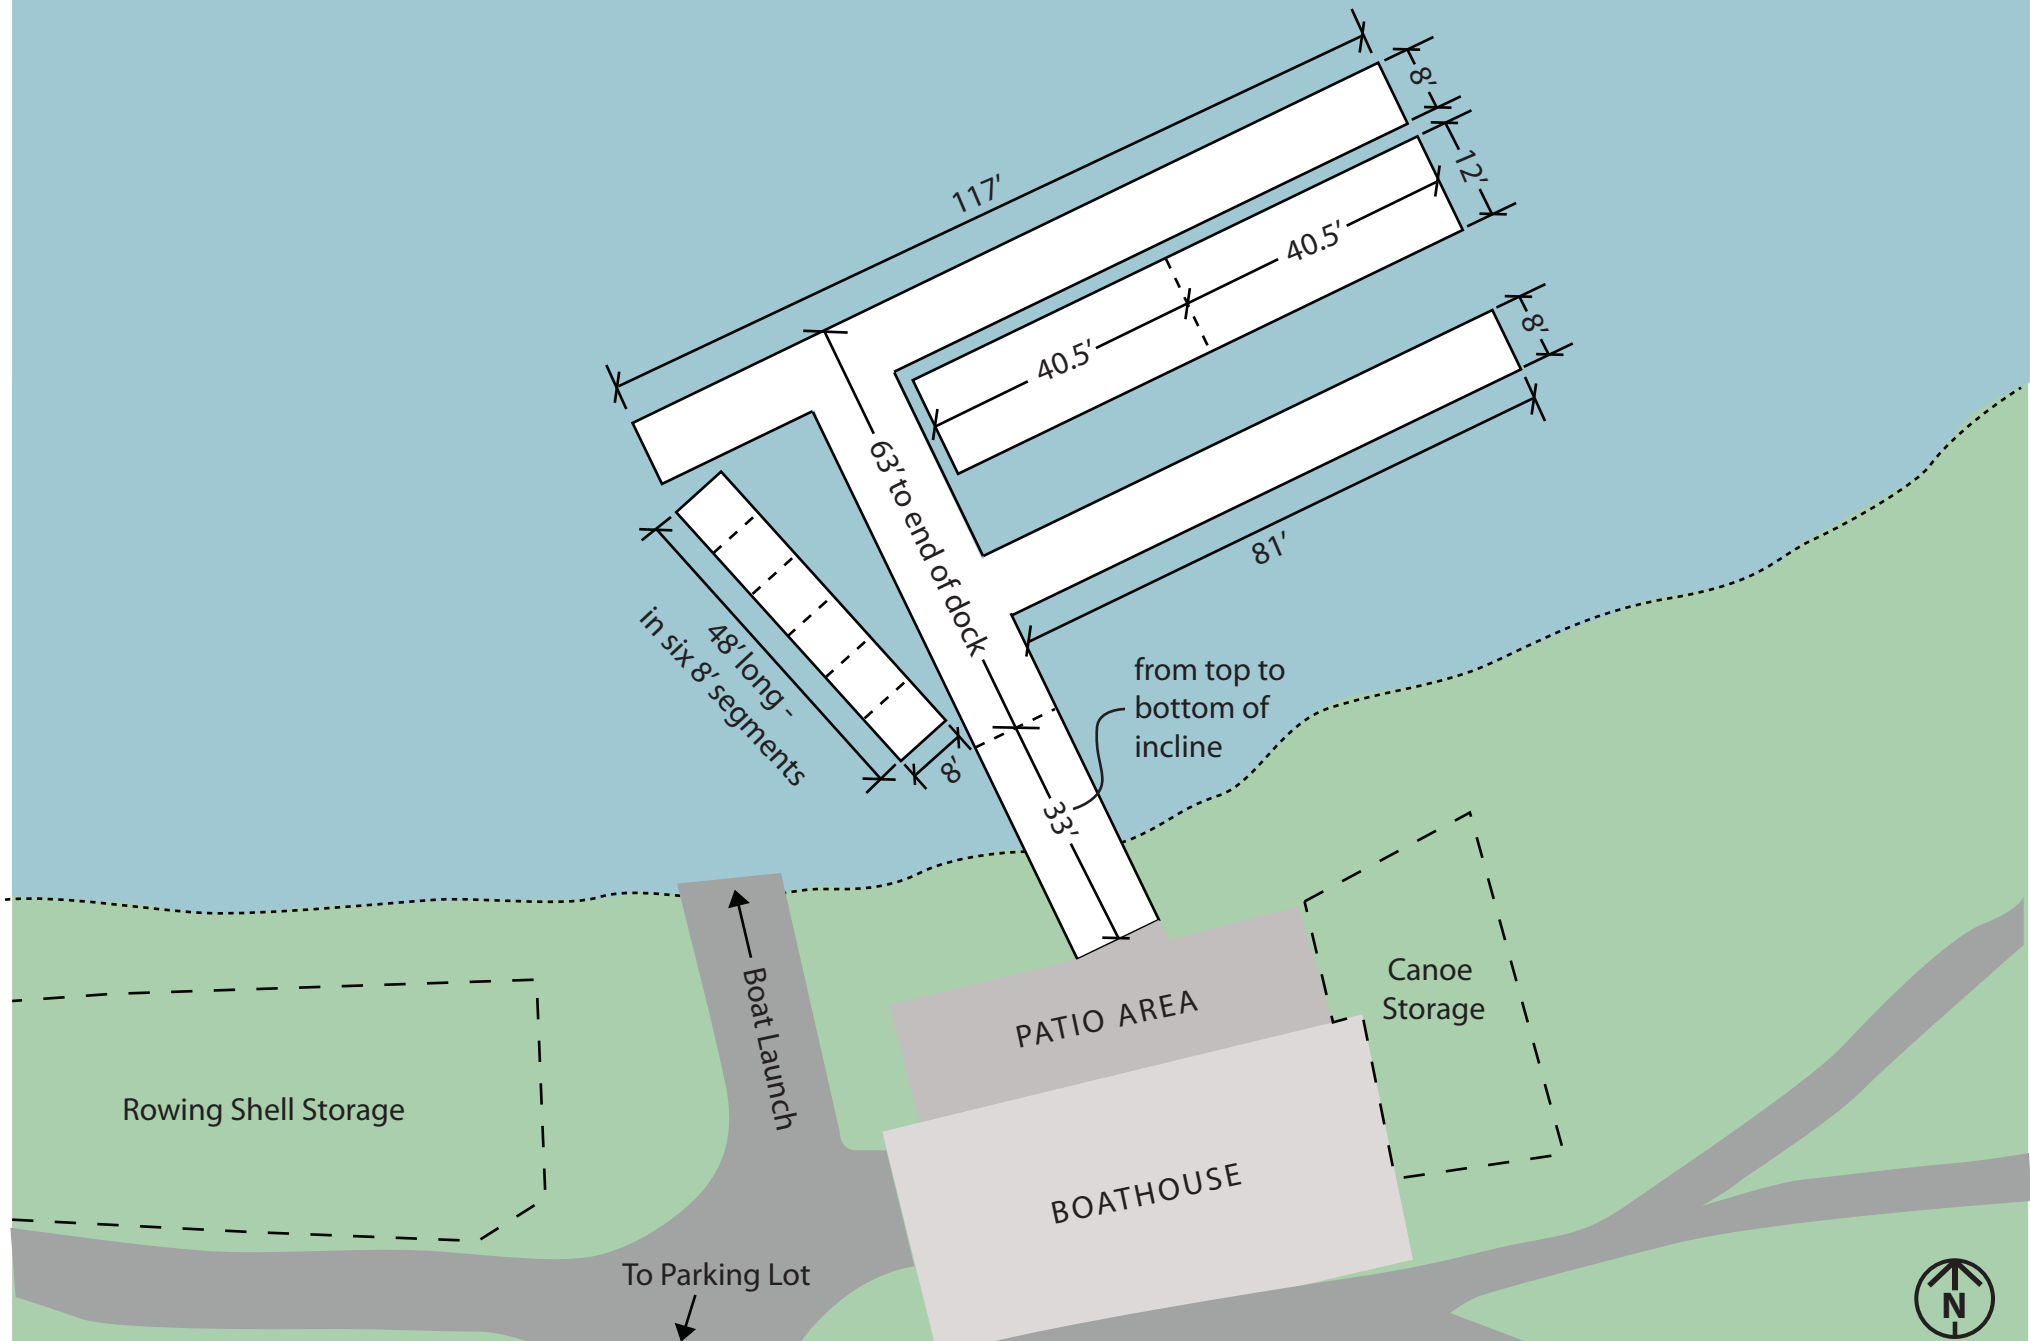 117′
8′
12′
40.5′
40.5′
8′
63′ to end of dock
81′
48′ long -
in six 8′ segments
8′
from top to
bottom of
incline
33′
Boat Launch
PATIO AREA
Canoe
Storage
Rowing Shell Storage
BOATHOUSE
To Parking Lot
N